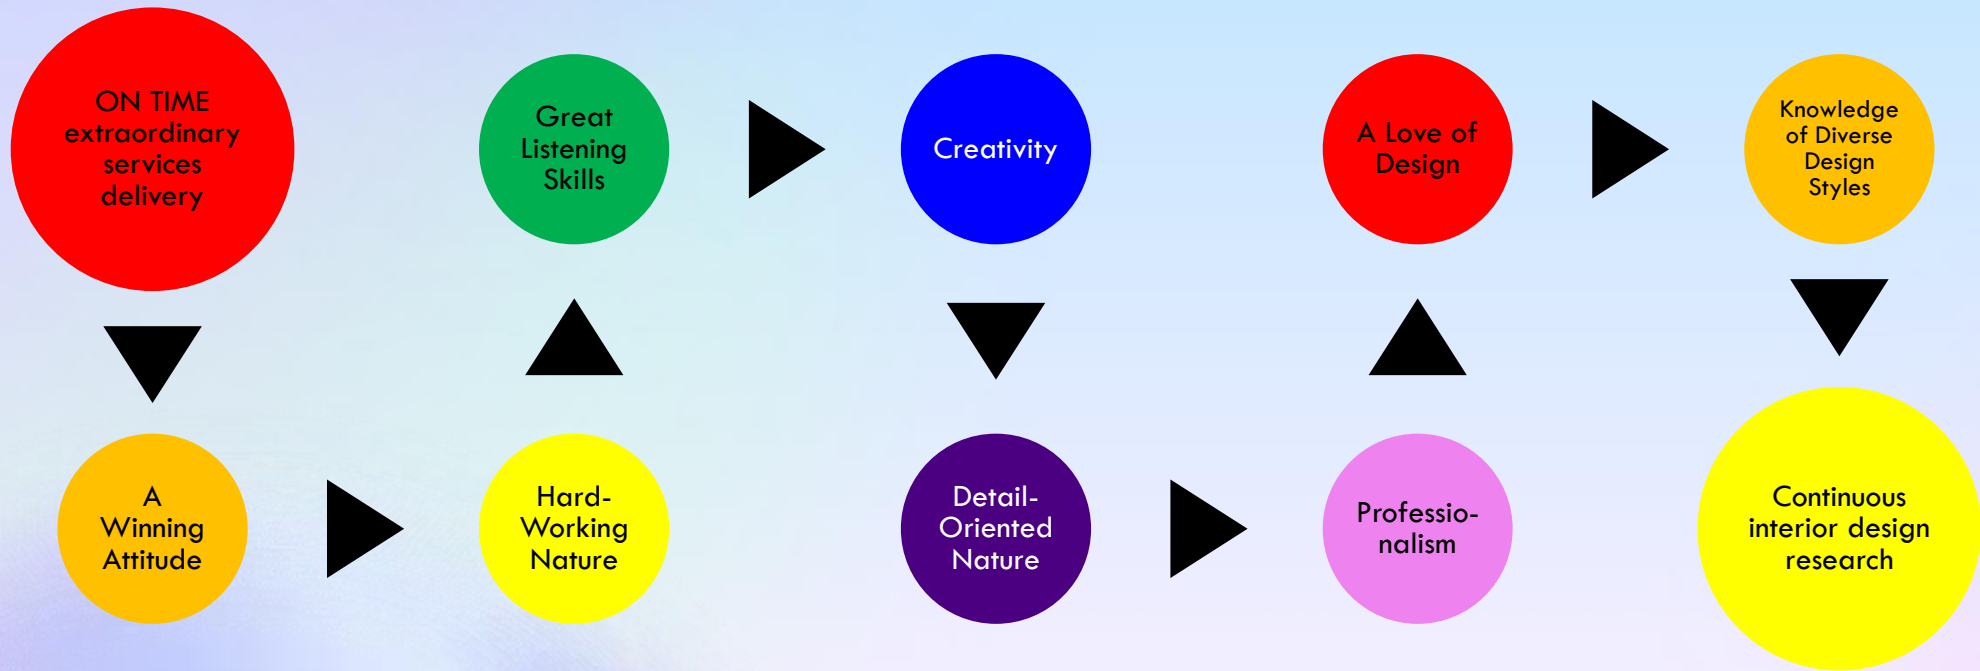 ON TIME
extraordinary
services
delivery
A
Winning
Attitude
Hard-
Working
Nature
Great
Listening
Skills
Creativity
Detail-
Oriented
Nature
Professio-
nalism
A Love of
Design
Knowledge
of Diverse
Design
Styles
Continuous
interior design
research